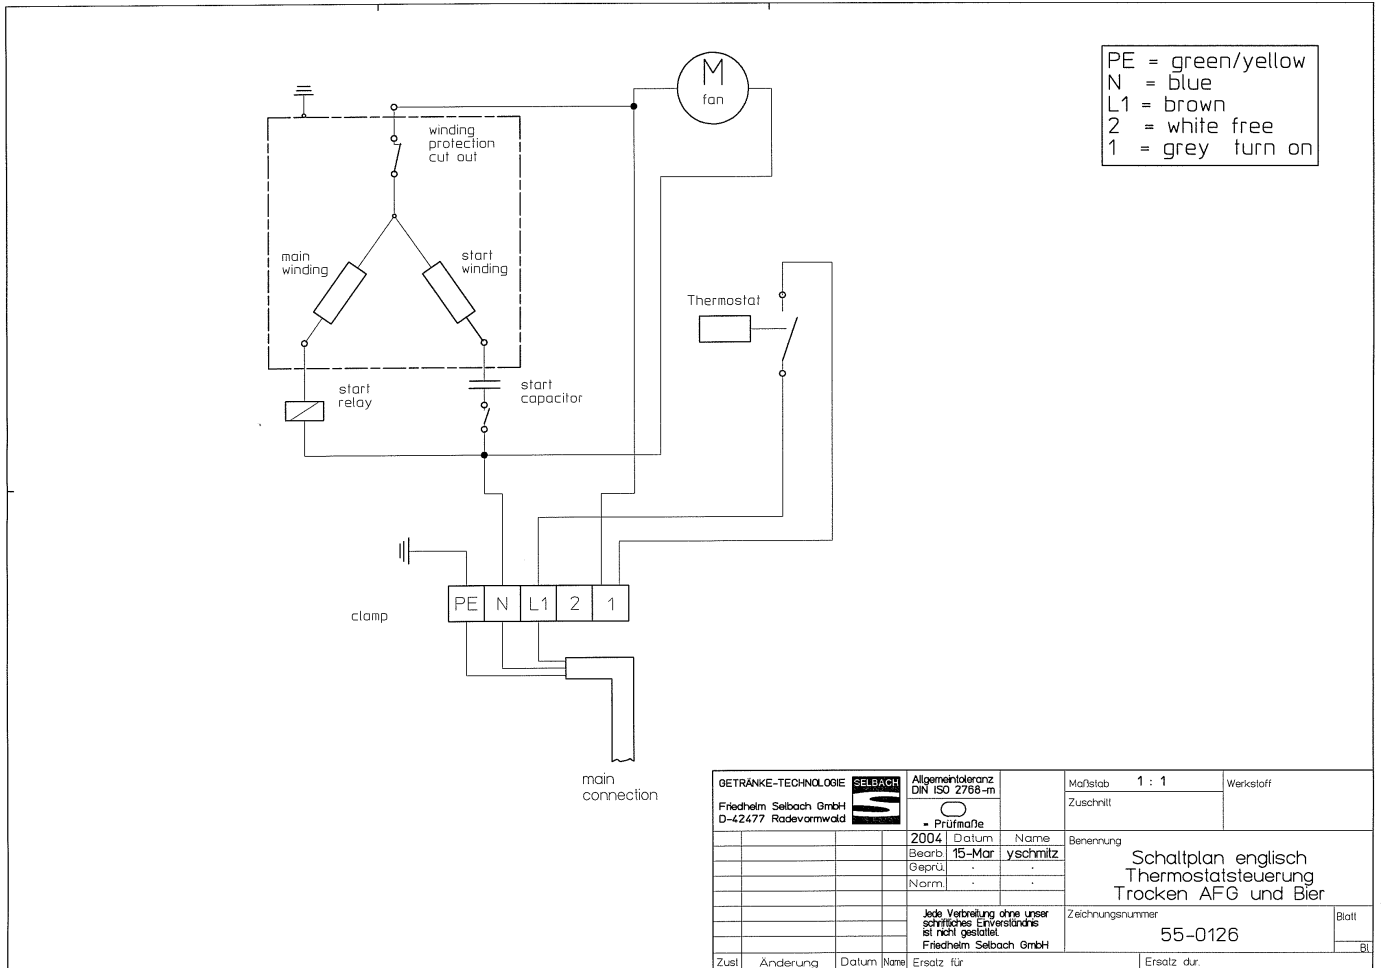 M
fan
PE = green/yellow
N = blue
L1 = brown
2 = white free
1 = grey turn on
winding
protection
cut out
main
winding
start
winding
Thermostat
start
relay
start
capacitor
clamp
PE N L1 2 1
main
connection
GETRÄNKE-TECHNOLOGIE
SELBACH
Friedhelm Selbach GmbH
D-42477 Radevormwald
Allgemeintoleranz
DIN ISO 2768-m
= Prüfmaße
Maßstab 1 : 1
Werkstoff
Zuschnitt
2004 Datum Name
Bearb. 15-Mar yschmitz
Geprü. - -
Norm. - -
Benennung
Schaltplan englisch
Thermostatsteuerung
Trocken AFG und Bier
Jede Verbreitung ohne unser
schriftliches Einverständnis
ist nicht gestattet.
Friedhelm Selbach GmbH
Zeichnungsnummer
55-0126
Blatt
Bl.
Zust Änderung Datum Name
Ersatz für
Ersatz dur.